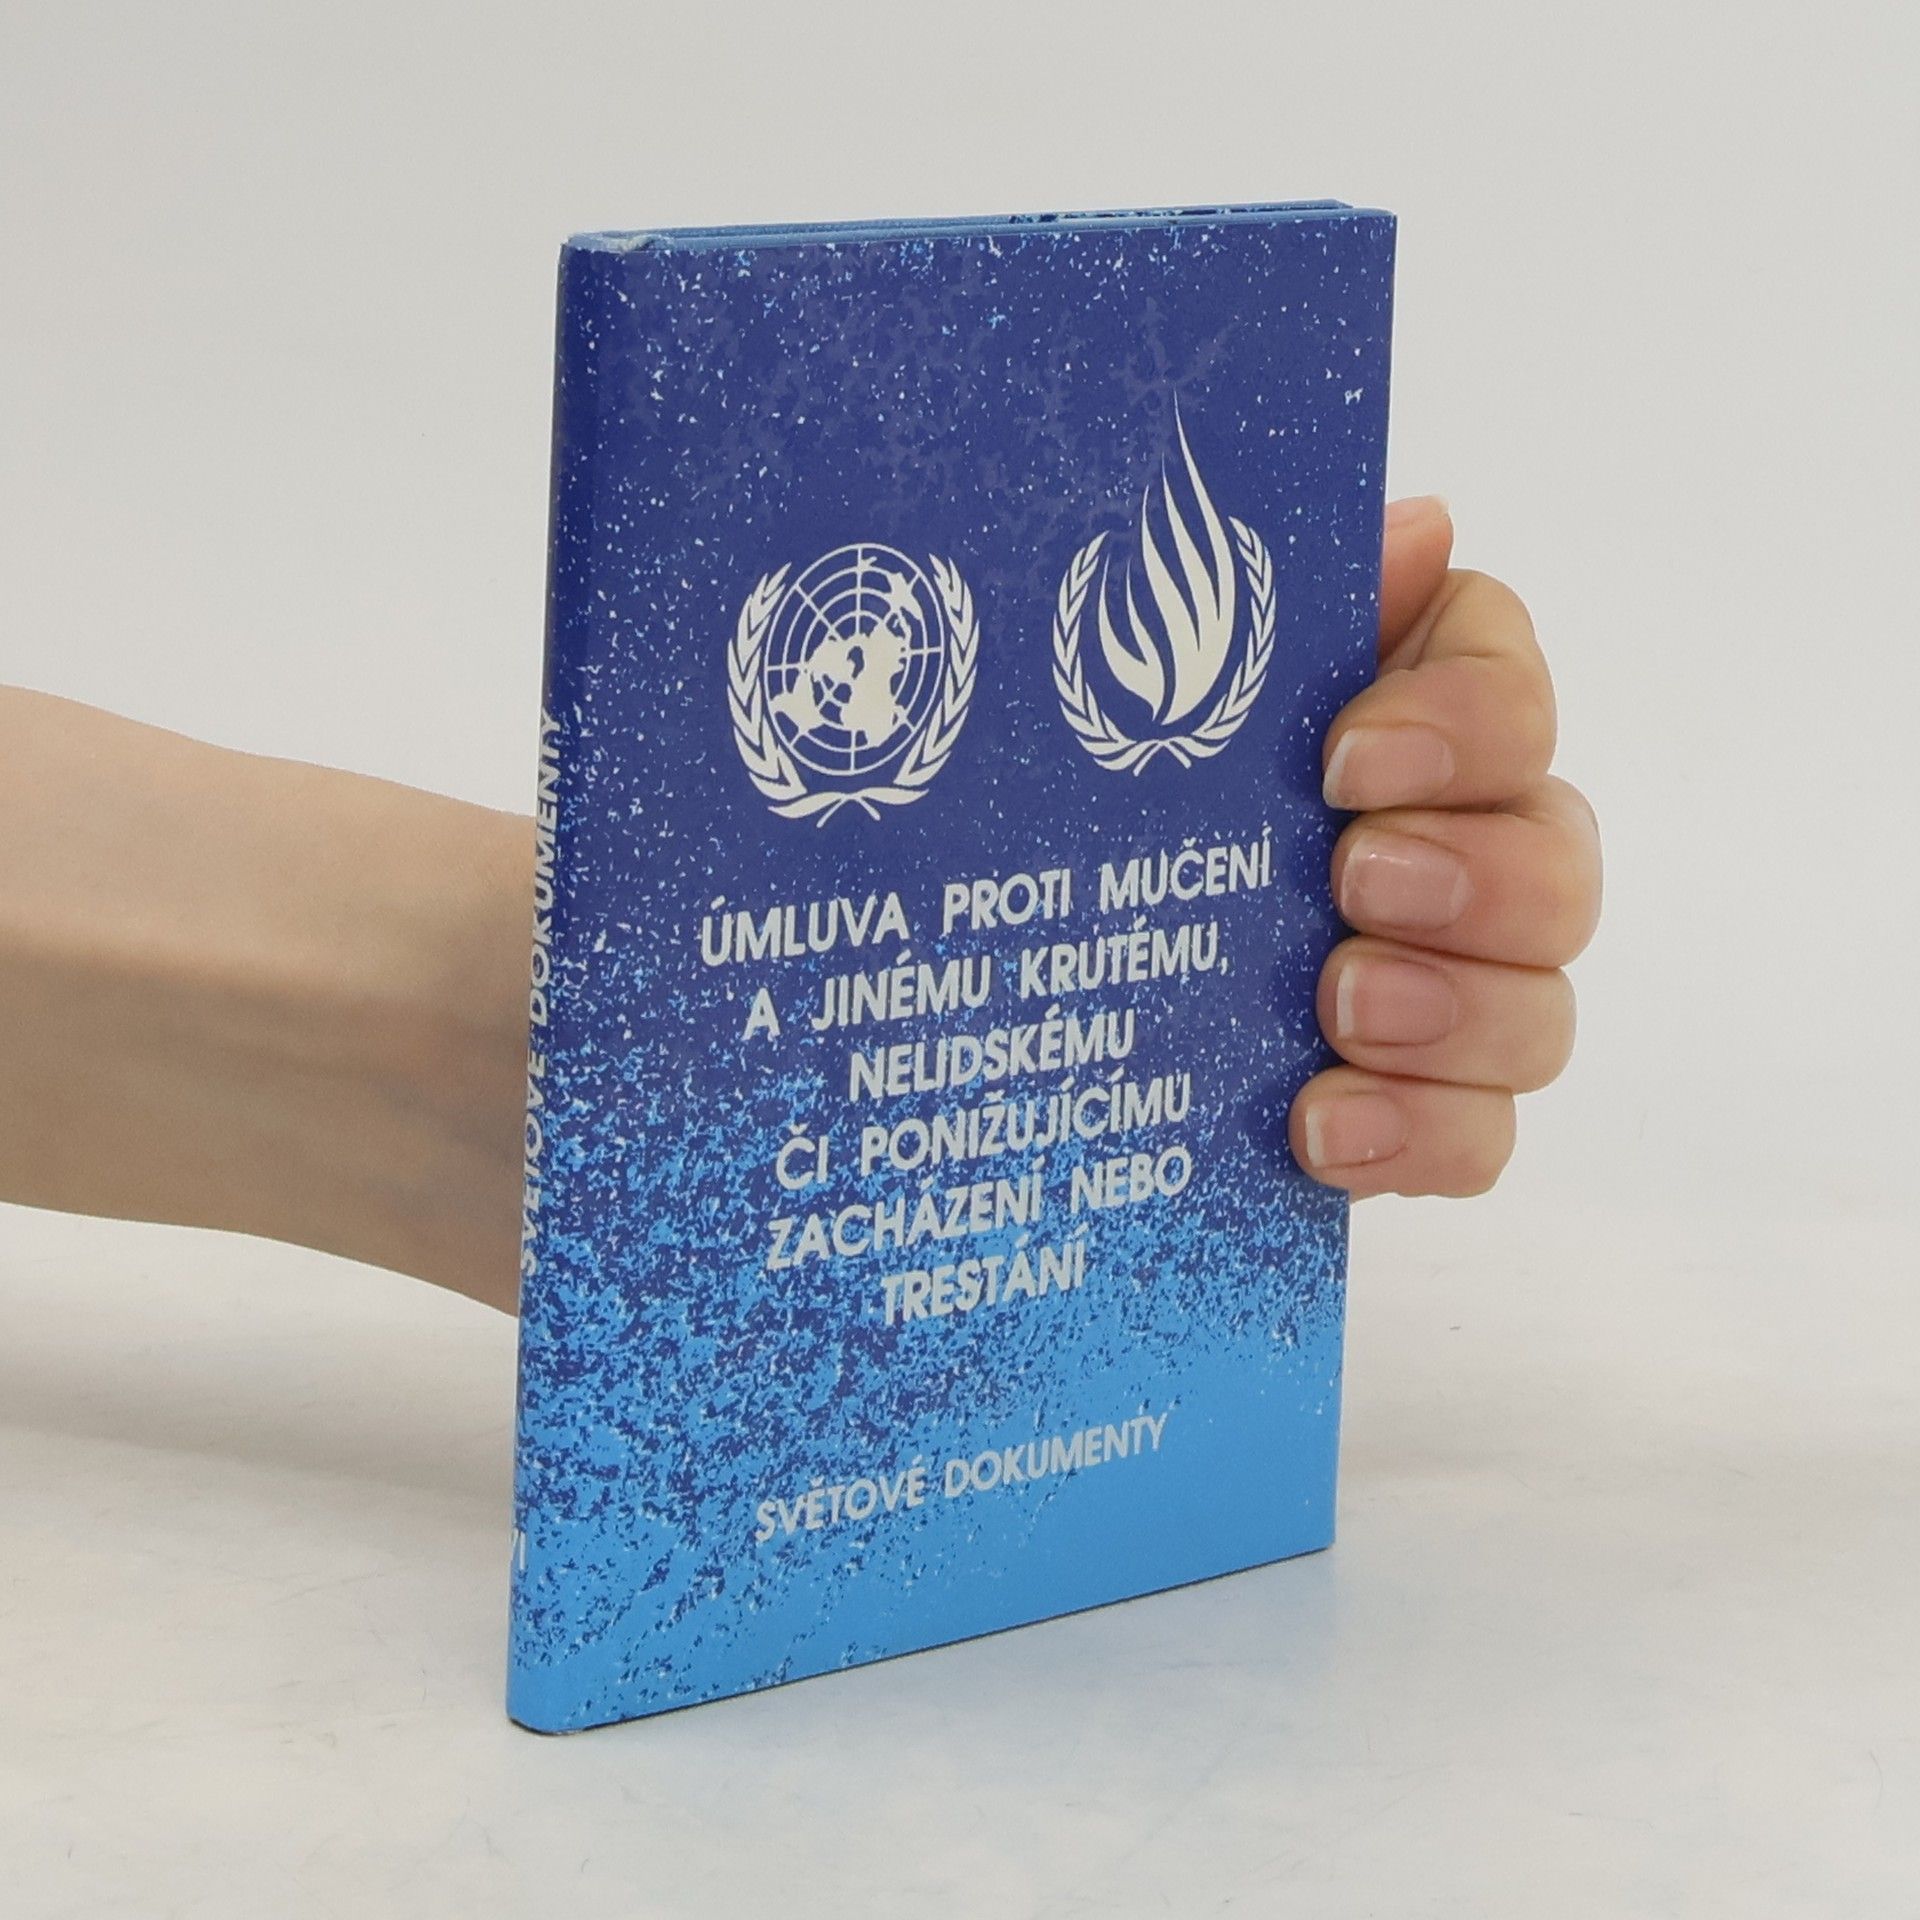 ÚMLUVA PROTI MUČENÍ
A JINÉMU KRUTÉMU,
NELIDSKÉMU
ČI PONIŽUJÍCÍMU
ZACHÁZENÍ NEBO
TRESTÁNÍ
SVĚTOVÉ DOKUMENTY
SVĚTOVÉ DOKUMENTY